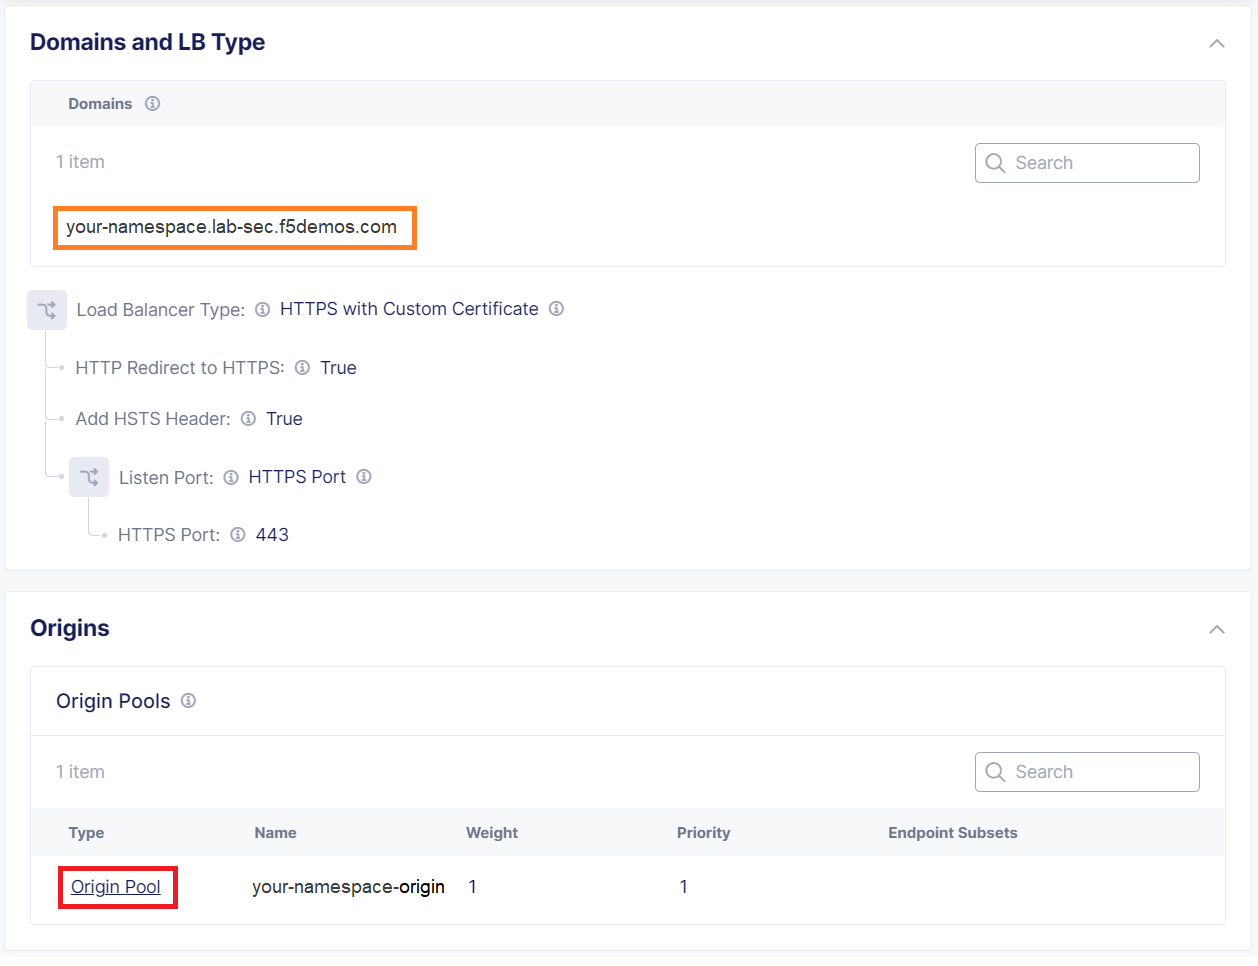 Domains and LB Type
Domains
1 item
Search
your-namespace.lab-sec.f5demos.com
Load Balancer Type: HTTPS with Custom Certificate
HTTP Redirect to HTTPS: True
Add HSTS Header: True
Listen Port: HTTPS Port
HTTPS Port: 443
Origins
Origin Pools
1 item
Search
Type Name Weight Priority Endpoint Subsets
Origin Pool your-namespace-origin 1 1